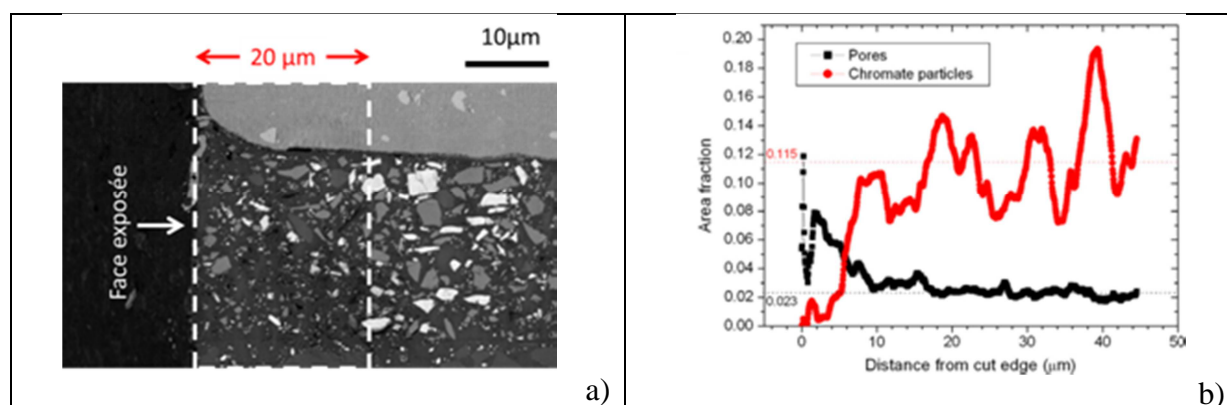 20 µm
10µm
Face exposée
a)
0.20
0.18
0.16
0.14
0.12
0.10
0.08
0.06
0.04
0.02
0.00
0.115
0.023
Pores
Chromate particles
Area fraction
0 10 20 30 40 50
Distance from cut edge (µm)
b)